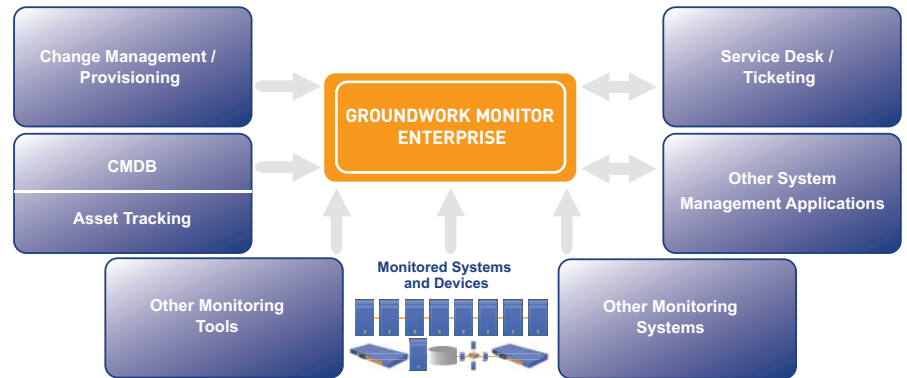 Change Management /
Provisioning
Service Desk /
Ticketing
GROUNDWORK MONITOR
ENTERPRISE
CMDB
Asset Tracking
Other System
Management Applications
Monitored Systems
and Devices
Other Monitoring
Tools
Other Monitoring
Systems